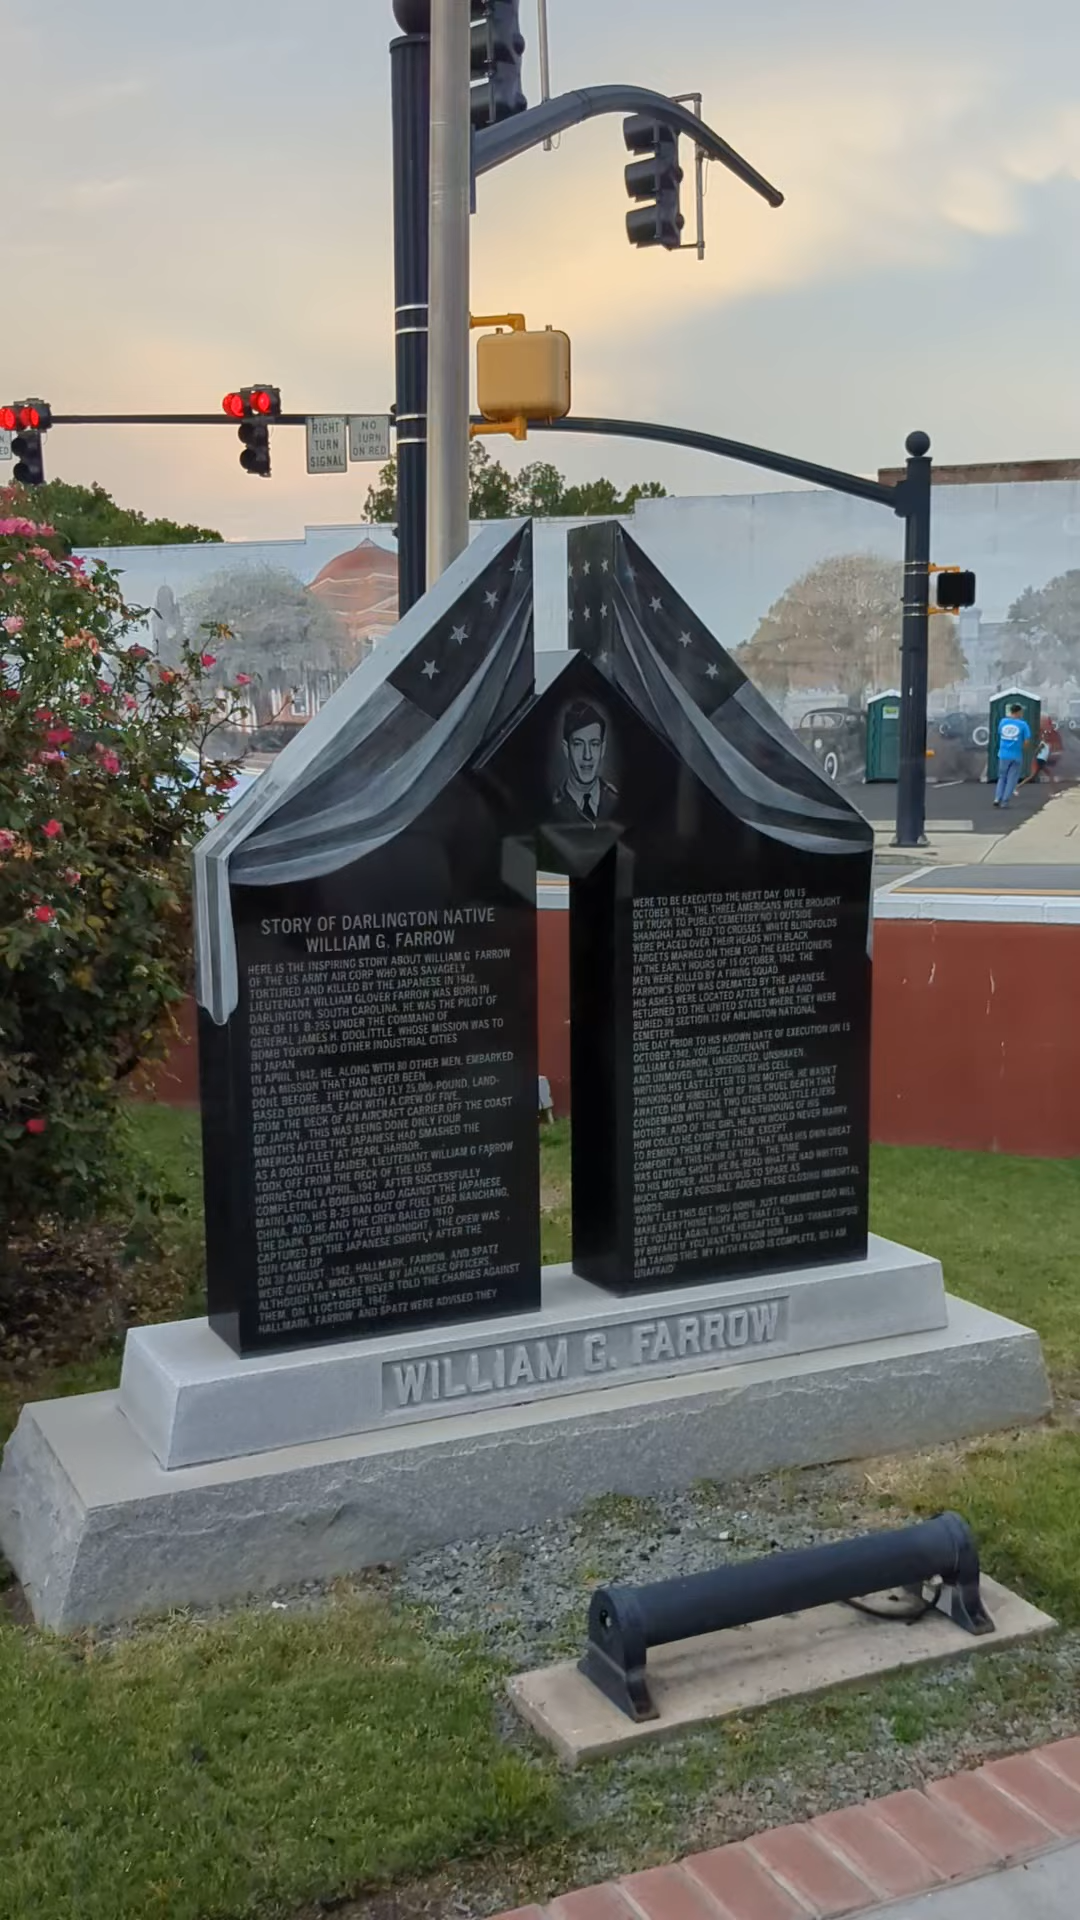 RIGHT
TURN
SIGNAL
NO
TURN
ON RED
STORY OF DARLINGTON NATIVE
WILLIAM G. FARROW
HERE IS THE INSPIRING STORY ABOUT WILLIAM G FARROW
OF THE US ARMY AIR CORP WHO WAS SAVAGELY
TORTURED AND KILLED BY THE JAPANESE IN 1942.
LIEUTENANT WILLIAM GLOVER FARROW WAS BORN IN
DARLINGTON, SOUTH CAROLINA. HE WAS THE PILOT OF
ONE OF 16 B-25S UNDER THE COMMAND OF
GENERAL JAMES H. DOOLITTLE, WHOSE MISSION WAS TO
BOMB TOKYO AND OTHER INDUSTRIAL CITIES
IN JAPAN.
IN APRIL 1942, HE, ALONG WITH 80 OTHER MEN, EMBARKED
ON A MISSION THAT HAD NEVER BEEN
DONE BEFORE. THEY WOULD FLY 25,000-POUND, LAND-
BASED BOMBERS, EACH WITH A CREW OF FIVE,
FROM THE DECK OF AN AIRCRAFT CARRIER OFF THE COAST
OF JAPAN. THIS WAS BEING DONE ONLY FOUR
MONTHS AFTER THE JAPANESE HAD SMASHED THE
AMERICAN FLEET AT PEARL HARBOR.
AS A DOOLITTLE RAIDER, LIEUTENANT WILLIAM G FARROW
TOOK OFF FROM THE DECK OF THE USS
HORNET ON 18 APRIL, 1942. AFTER SUCCESSFULLY
COMPLETING A BOMBING RAID AGAINST THE JAPANESE
MAINLAND, HIS B-25 RAN OUT OF FUEL NEAR NANCHANG,
CHINA, AND HE AND THE CREW BAILED INTO
THE DARK SHORTLY AFTER MIDNIGHT. THE CREW WAS
CAPTURED BY THE JAPANESE SHORTLY AFTER THE
SUN CAME UP.
ON 28 AUGUST, 1942, HALLMARK, FARROW, AND SPATZ
WERE GIVEN A 'MOCK TRIAL' BY JAPANESE OFFICERS,
ALTHOUGH THEY WERE NEVER TOLD THE CHARGES AGAINST
THEM. ON 14 OCTOBER, 1942,
HALLMARK, FARROW AND SPATZ WERE ADVISED THEY
WERE TO BE EXECUTED THE NEXT DAY. ON 15
OCTOBER 1942, THE THREE AMERICANS WERE BROUGHT
BY TRUCK TO PUBLIC CEMETERY NO 1 OUTSIDE
SHANGHAI AND TIED TO CROSSES. WHITE BLINDFOLDS
WERE PLACED OVER THEIR HEADS WITH BLACK
TARGETS MARKED ON THEM FOR THE EXECUTIONERS
IN THE EARLY HOURS OF 15 OCTOBER, 1942, THE
MEN WERE KILLED BY A FIRING SQUAD
FARROW'S BODY WAS CREMATED BY THE JAPANESE.
HIS ASHES WERE LOCATED AFTER THE WAR AND
RETURNED TO THE UNITED STATES WHERE THEY WERE
BURIED IN SECTION 12 OF ARLINGTON NATIONAL
CEMETERY.
ONE DAY PRIOR TO HIS KNOWN DATE OF EXECUTION ON 15
OCTOBER 1942, YOUNG LIEUTENANT
WILLIAM G FARROW, UNSEDUCED, UNSHAKEN,
AND UNMOVED, WAS SITTING IN HIS CELL
WRITING HIS LAST LETTER TO HIS MOTHER. HE WASN'T
THINKING OF HIMSELF, OR OF THE CRUEL DEATH THAT
AWAITED HIM AND THE TWO OTHER DOOLITTLE FLIERS
CONDEMNED WITH HIM. HE WAS THINKING OF HIS
MOTHER, AND OF THE GIRL HE NOW WOULD NEVER MARRY
HOW COULD HE COMFORT THEM, EXCEPT
TO REMIND THEM OF THE FAITH THAT WAS HIS OWN GREAT
COMFORT IN THIS HOUR OF TRIAL. THE TIME
WAS GETTING SHORT. HE RE-READ WHAT HE HAD WRITTEN
TO HIS MOTHER, AND ANXIOUS TO SPARE AS
MUCH GRIEF AS POSSIBLE, ADDED THESE CLOSING IMMORTAL
WORDS:
'DON'T LET THIS GET YOU DOWN. JUST REMEMBER GOD WILL
MAKE EVERYTHING RIGHT AND THAT I'LL
SEE YOU ALL AGAIN IN THE HEREAFTER. READ 'THANATOPSIS'
BY BRYANT IF YOU WANT TO KNOW HOW I
AM TAKING THIS. MY FAITH IN GOD IS COMPLETE, SO I AM
UNAFRAID'
WILLIAM G. FARROW